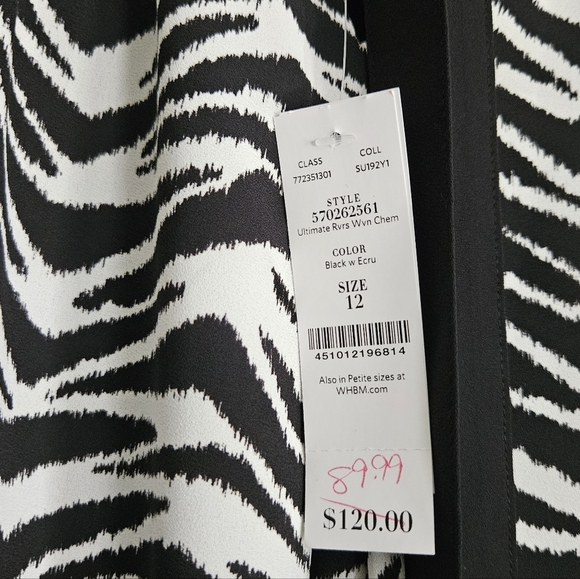 CLASS COLL
772351301 SU192Y1
STYLE
570262561
Ultimate Rvrs Wvn Chem
COLOR
Black w Ecru
SIZE
12
451012196814
Also in Petite sizes at
WHBM.com
89.99
$120.00